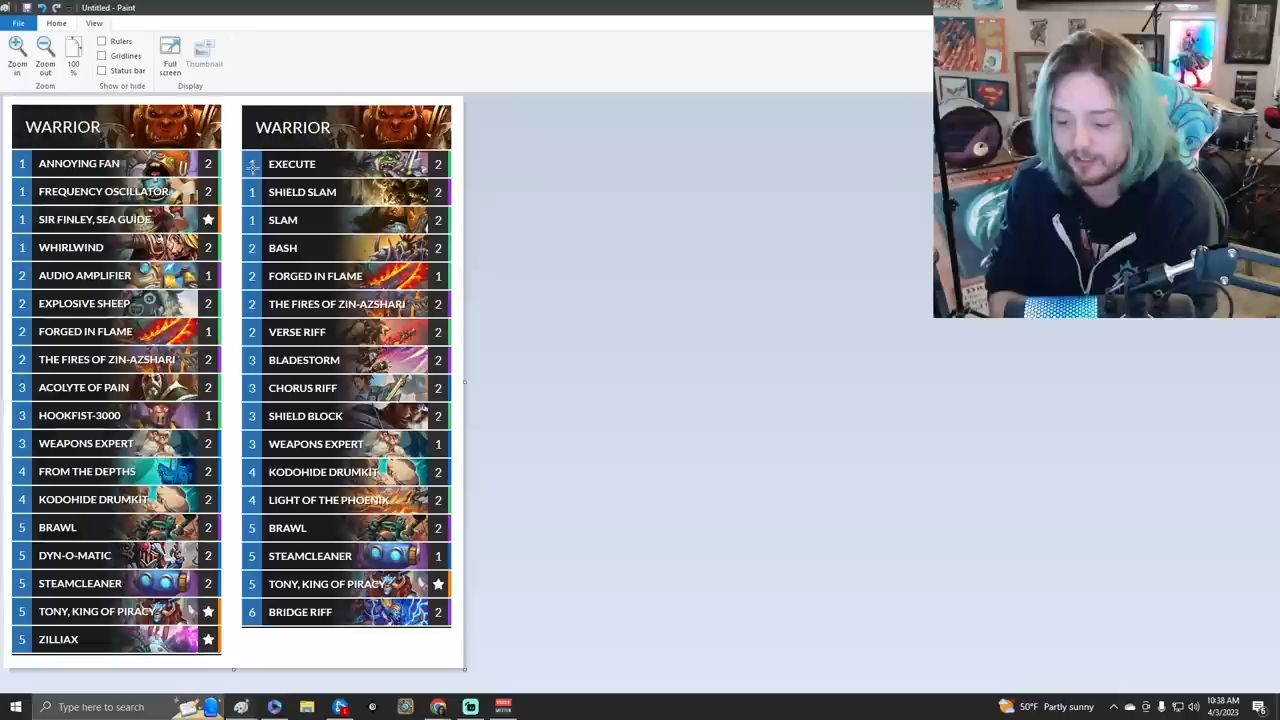 Untitled - Paint
File Home View
Rulers
Gridlines
Status bar
Zoom in
Zoom out
100 %
Full screen
Thumbnail
Zoom
Show or hide
Display
WARRIOR
1 ANNOYING FAN 2
1 FREQUENCY OSCILLATOR 2
1 SIR FINLEY, SEA GUIDE
1 WHIRLWIND 2
2 AUDIO AMPLIFIER 1
2 EXPLOSIVE SHEEP 2
2 FORGED IN FLAME 1
2 THE FIRES OF ZIN-AZSHARI 2
3 ACOLYTE OF PAIN 2
3 HOOKFIST-3000 1
3 WEAPONS EXPERT 2
4 FROM THE DEPTHS 2
4 KODOHIDE DRUMKIT 2
5 BRAWL 2
5 DYN-O-MATIC 2
5 STEAMCLEANER 2
5 TONY, KING OF PIRACY
5 ZILLIAX
WARRIOR
EXECUTE 2
1 SHIELD SLAM 2
1 SLAM 2
2 BASH 2
2 FORGED IN FLAME 1
2 THE FIRES OF ZIN-AZSHARI 2
2 VERSE RIFF 2
3 BLADESTORM 2
3 CHORUS RIFF 2
3 SHIELD BLOCK 2
3 WEAPONS EXPERT 1
4 KODOHIDE DRUMKIT 2
4 LIGHT OF THE PHOENIX 2
5 BRAWL 2
5 STEAMCLEANER 1
5 TONY, KING OF PIRACY
6 BRIDGE RIFF 2
Type here to search
50°F Partly sunny
10:38 AM
4/3/2023